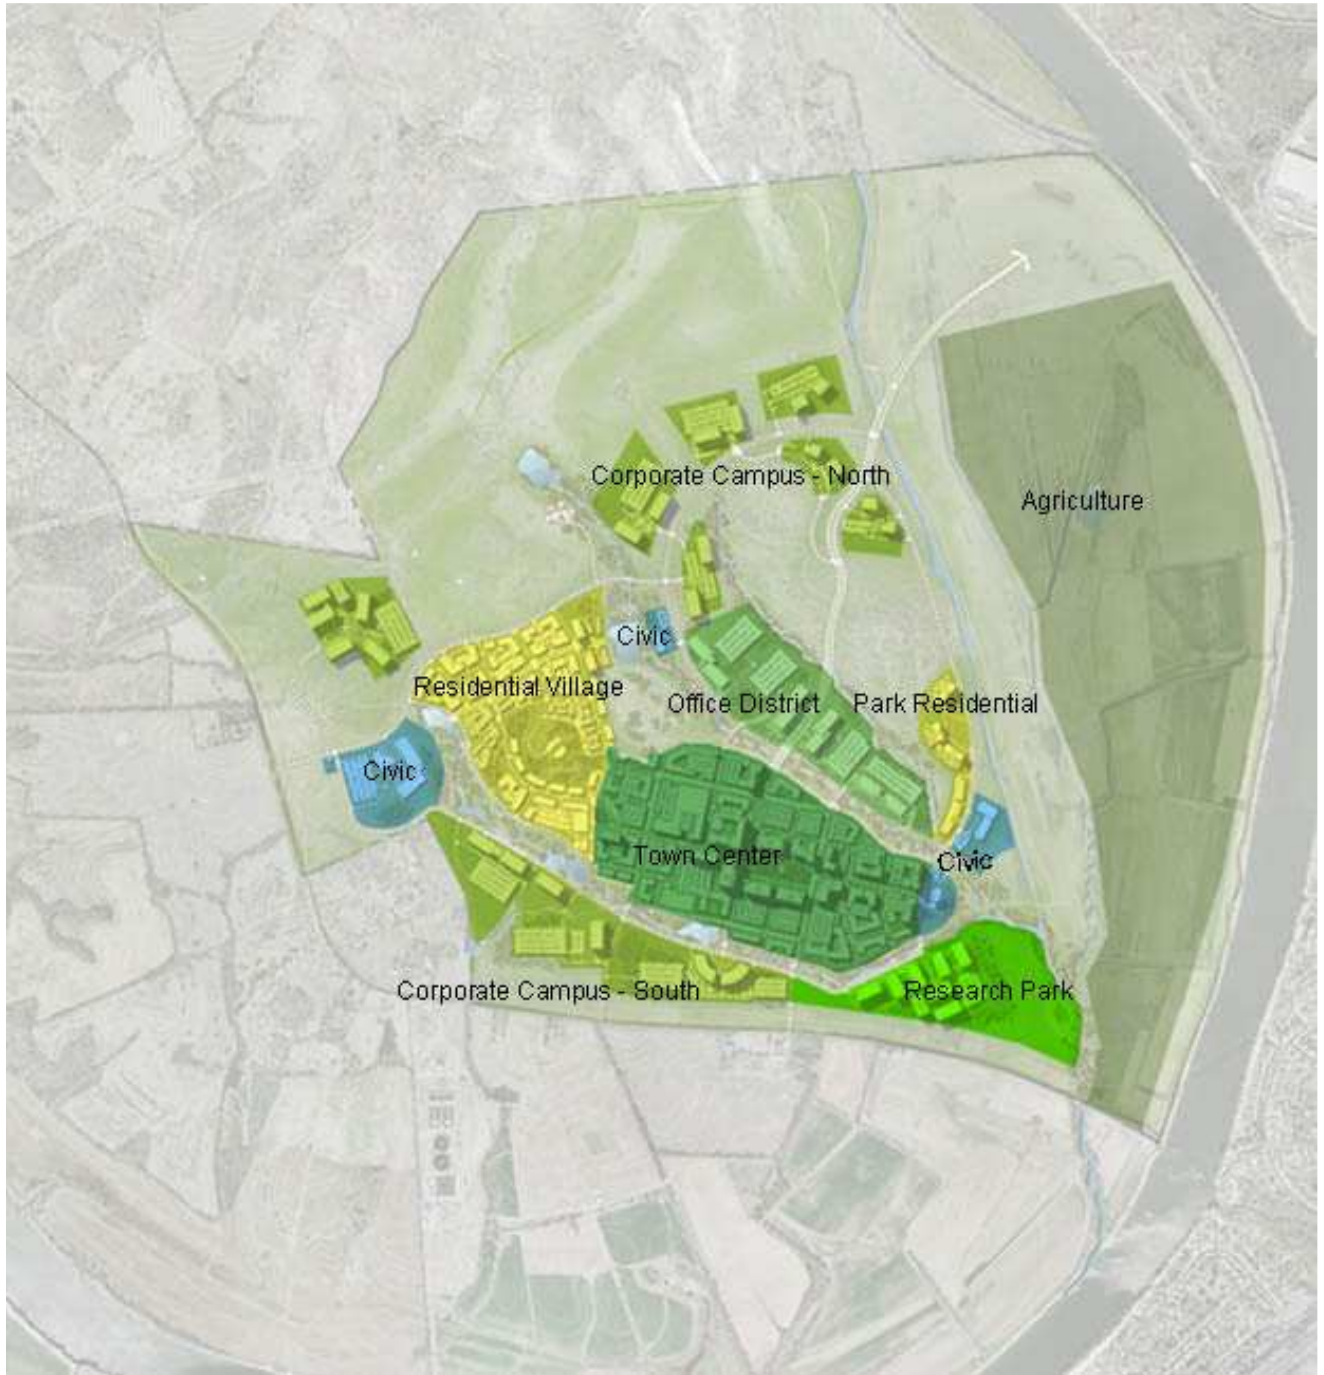 Corporate Campus - North
Agriculture
Civic
Residential Village
Office District
Park Residential
Civic
Town Center
Civic
Corporate Campus - South
Research Park